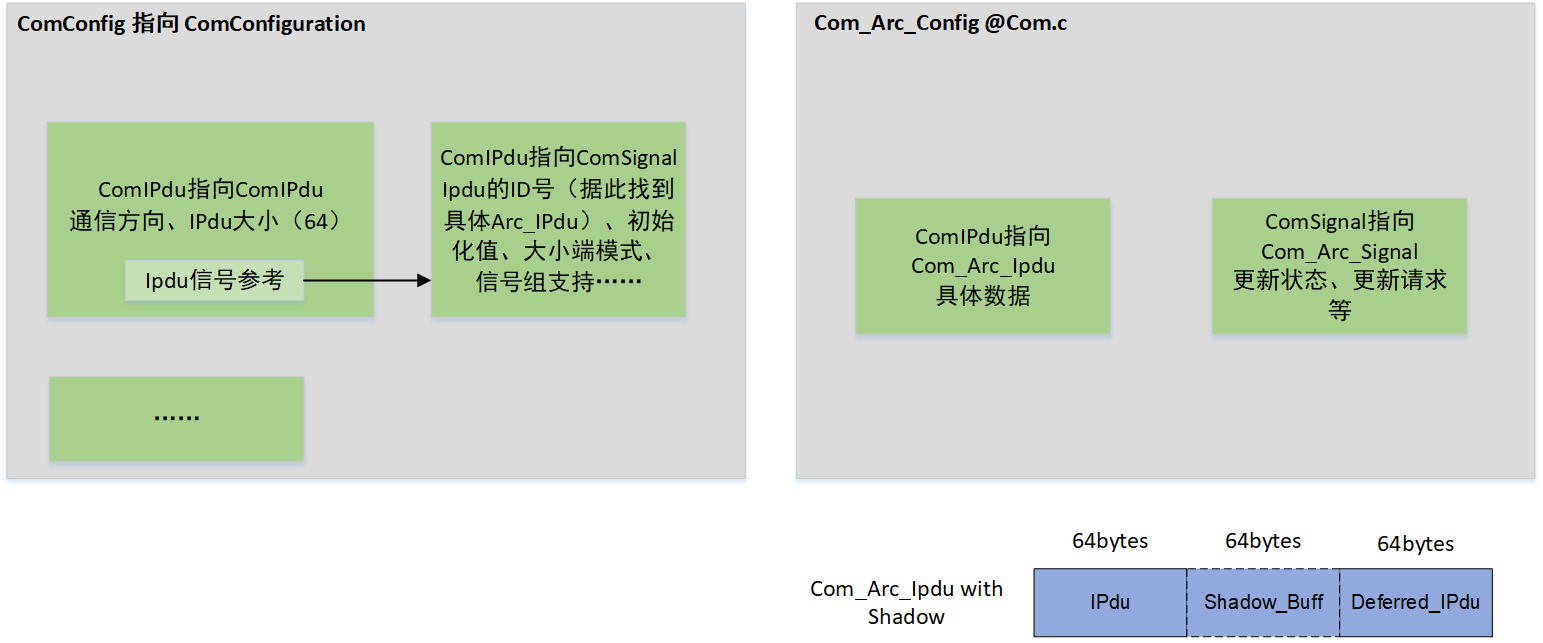 ComConfig 指向 ComConfiguration
ComIPdu指向ComIPdu
通信方向、IPdu大小（64）
Ipdu信号参考
ComIPdu指向ComSignal
Ipdu的ID号（据此找到
具体Arc_IPdu）、初始
化值、大小端模式、
信号组支持……
……
Com_Arc_Config @Com.c
ComIPdu指向
Com_Arc_Ipdu
具体数据
ComSignal指向
Com_Arc_Signal
更新状态、更新请求
等
64bytes
64bytes
64bytes
Com_Arc_Ipdu with
Shadow
IPdu
Shadow_Buff
Deferred_IPdu